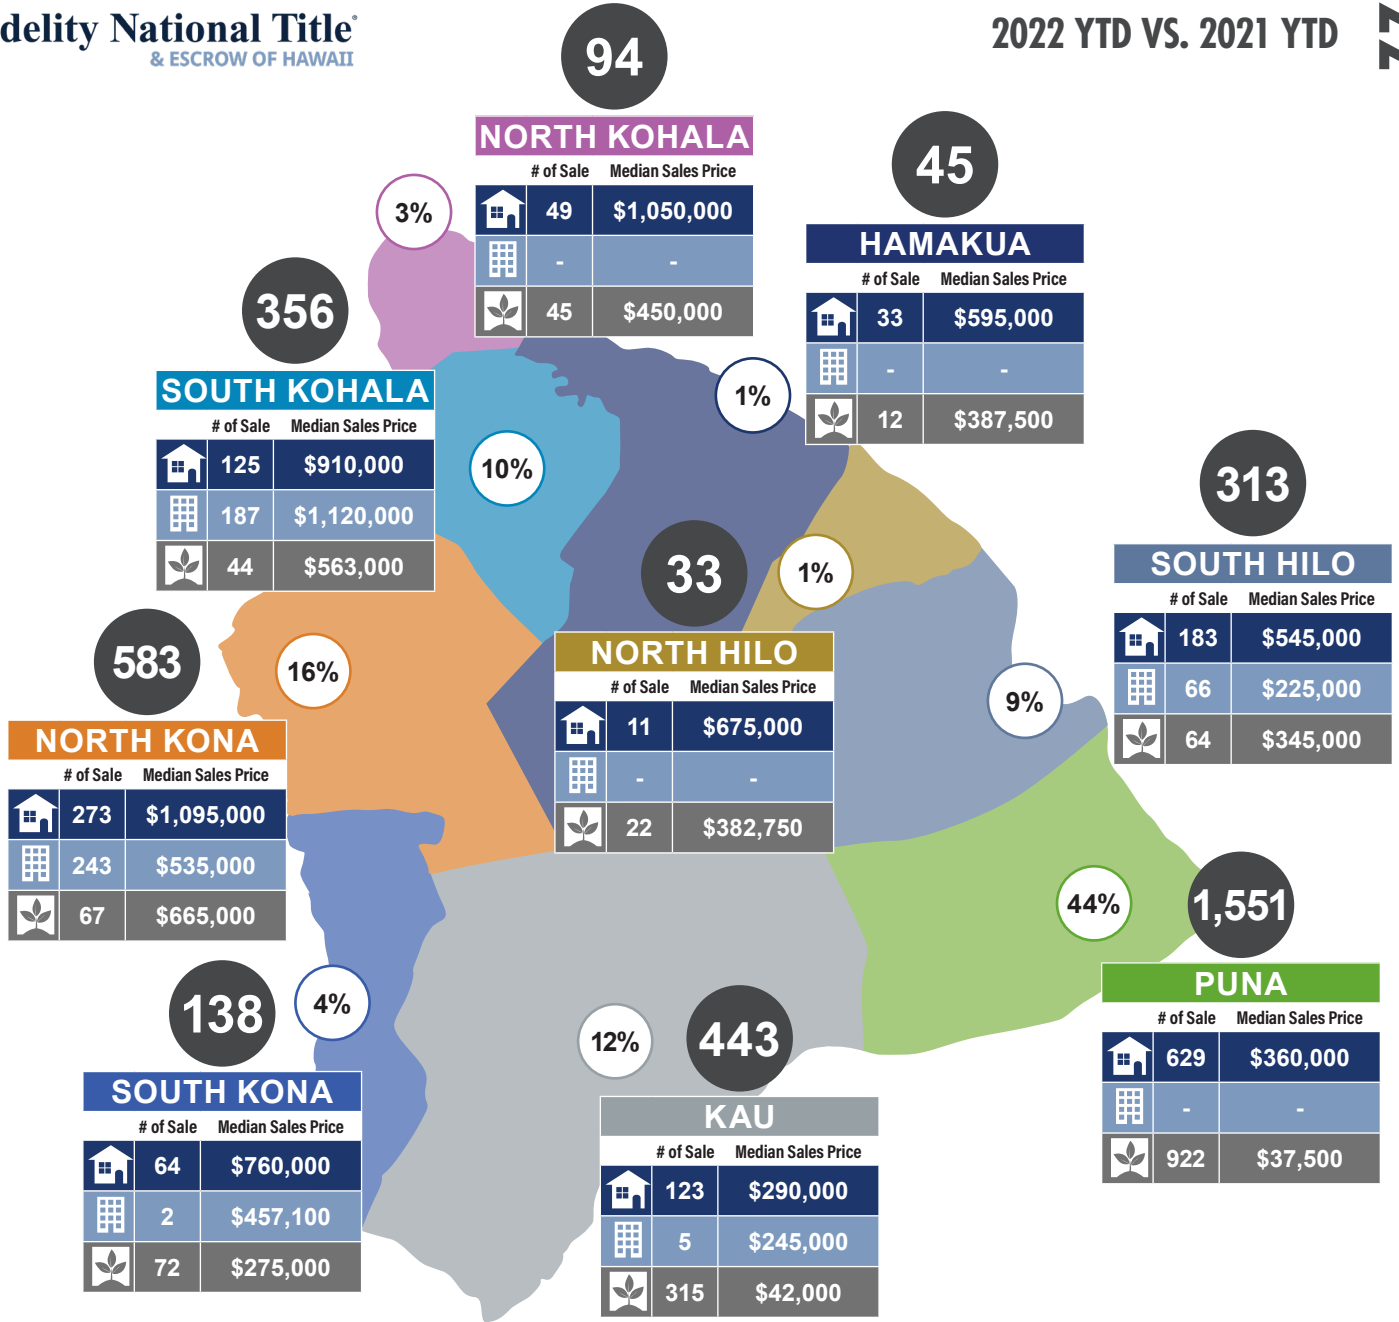 delity National Title®
& ESCROW OF HAWAII
2022 YTD VS. 2021 YTD
94
NORTH KOHALA
# of Sale Median Sales Price
49 $1,050,000
- -
45 $450,000
3%
45
HAMAKUA
# of Sale Median Sales Price
33 $595,000
- -
12 $387,500
1%
356
SOUTH KOHALA
# of Sale Median Sales Price
125 $910,000
187 $1,120,000
44 $563,000
10%
313
SOUTH HILO
# of Sale Median Sales Price
183 $545,000
66 $225,000
64 $345,000
9%
33
1%
NORTH HILO
# of Sale Median Sales Price
11 $675,000
- -
22 $382,750
583
16%
NORTH KONA
# of Sale Median Sales Price
273 $1,095,000
243 $535,000
67 $665,000
44%
1,551
PUNA
# of Sale Median Sales Price
629 $360,000
- -
922 $37,500
138
4%
SOUTH KONA
# of Sale Median Sales Price
64 $760,000
2 $457,100
72 $275,000
12%
443
KAU
# of Sale Median Sales Price
123 $290,000
5 $245,000
315 $42,000